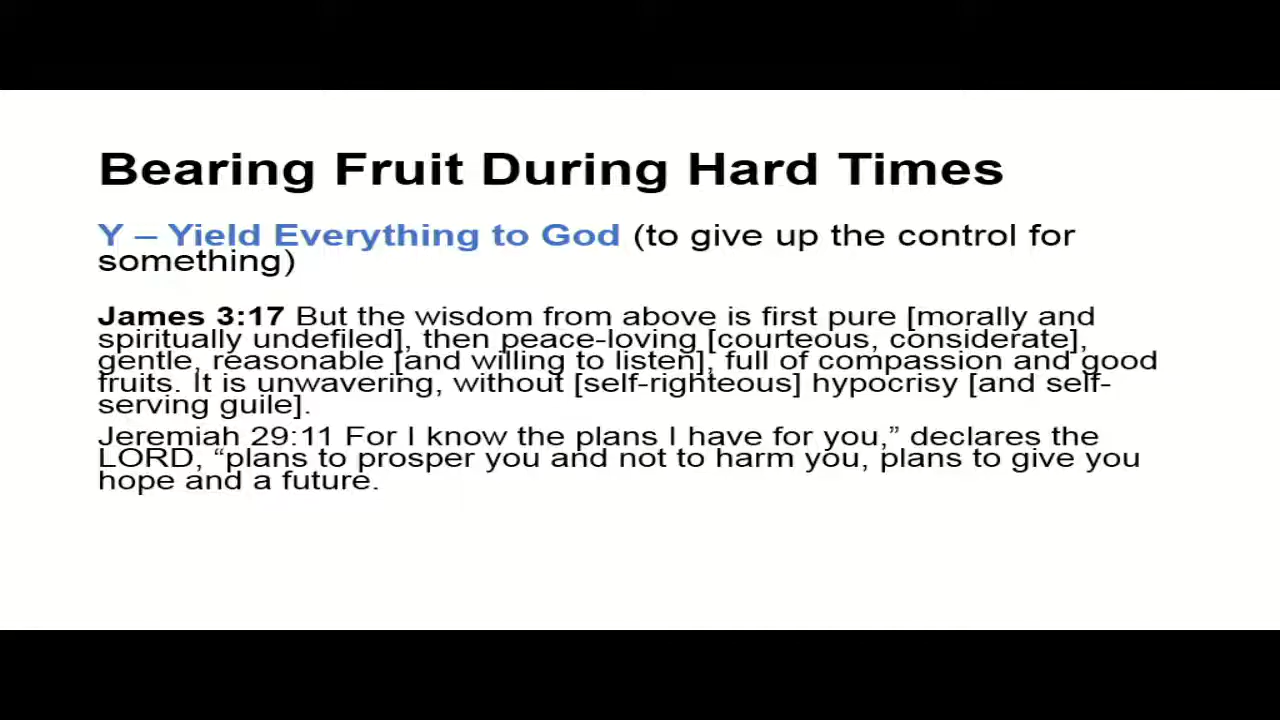 Bearing Fruit During Hard Times
Y – Yield Everything to God (to give up the control for
something)
James 3:17 But the wisdom from above is first pure [morally and
spiritually undefiled], then peace-loving [courteous, considerate],
gentle, reasonable [and willing to listen], full of compassion and good
fruits. It is unwavering, without [self-righteous] hypocrisy [and self-
serving guile].
Jeremiah 29:11 For I know the plans I have for you,” declares the
LORD, “plans to prosper you and not to harm you, plans to give you
hope and a future.